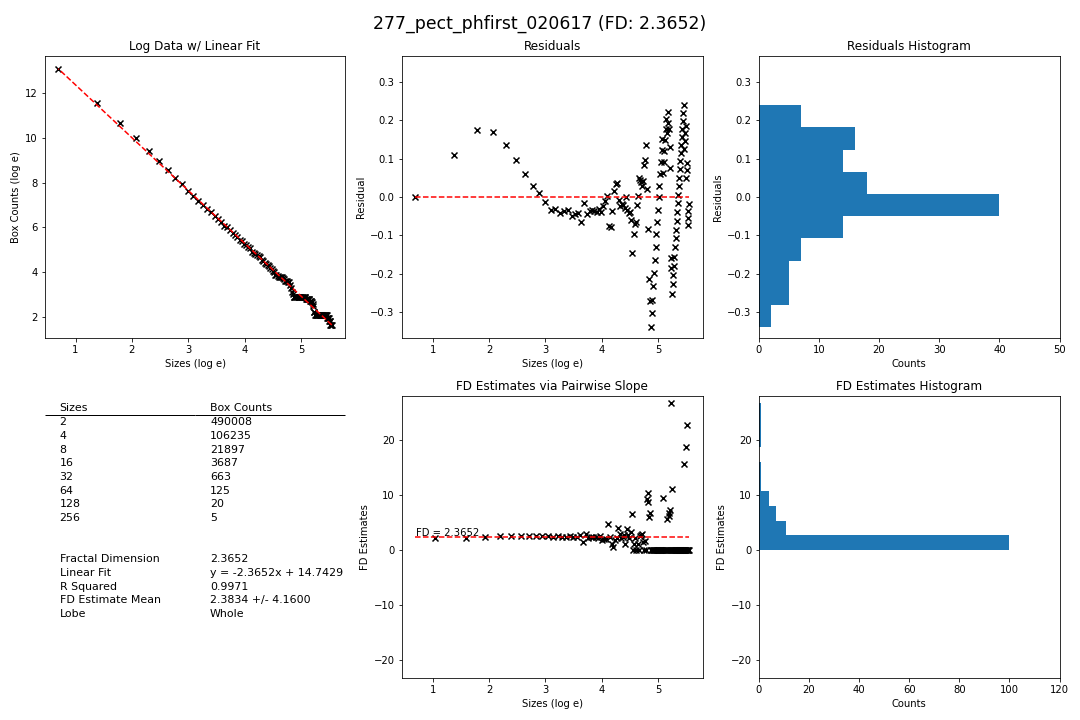 277_pect_phfirst_020617 (FD: 2.3652)
Log Data w/ Linear Fit
Box Counts (log e)
12
10
8
6
4
2
1 2 3 4 5
Sizes (log e)
Residuals
Residual
0.3
0.2
0.1
0.0
−0.1
−0.2
−0.3
1 2 3 4 5
Sizes (log e)
Residuals Histogram
Residuals
0.3
0.2
0.1
0.0
−0.1
−0.2
−0.3
0 10 20 30 40 50
Counts
Sizes Box Counts
2 490008
4 106235
8 21897
16 3687
32 663
64 125
128 20
256 5
Fractal Dimension 2.3652
Linear Fit y = -2.3652x + 14.7429
R Squared 0.9971
FD Estimate Mean 2.3834 +/- 4.1600
Lobe Whole
FD Estimates via Pairwise Slope
FD Estimates
20
10
0
−10
−20
FD = 2.3652
1 2 3 4 5
Sizes (log e)
FD Estimates Histogram
FD Estimates
20
10
0
−10
−20
0 20 40 60 80 100 120
Counts